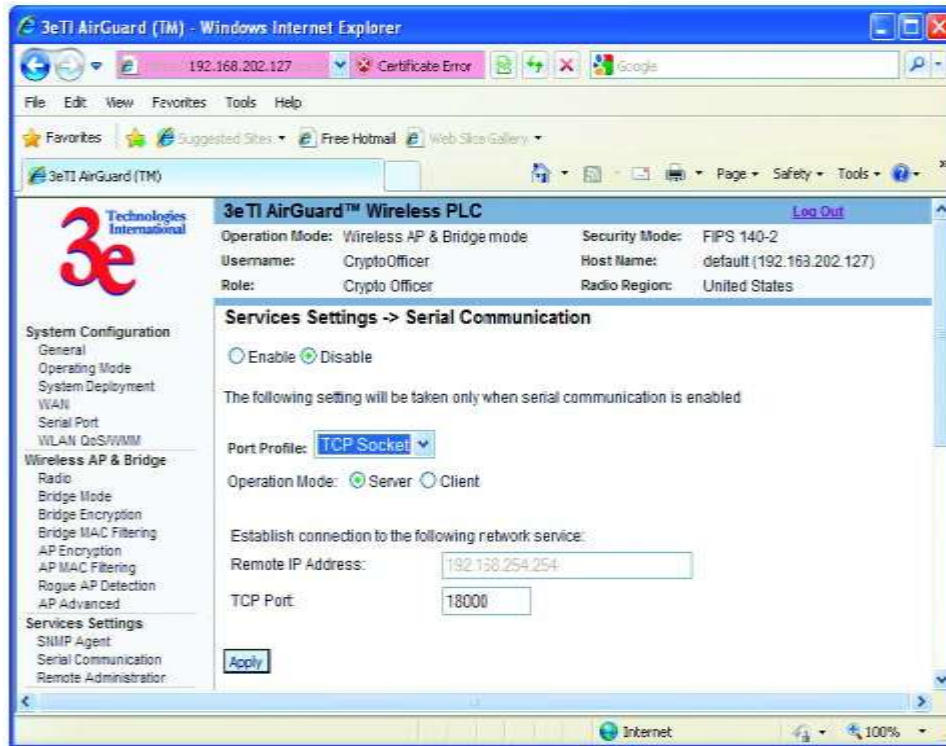 3eTI AirGuard (TM) - Windows Internet Explorer
192.168.202.127 Certificate Error Google
File Edit View Favorites Tools Help
Favorites Suggested Sites Free Hotmail Web Slice Gallery
3eTI AirGuard (TM) Page Safety Tools
3e Technologies International
3eTI AirGuard™ Wireless PLC Log Out
Operation Mode: Wireless AP & Bridge mode Security Mode: FIPS 140-2
Username: CryptoOfficer Host Name: default (192.168.202.127)
Role: Crypto Officer Radio Region: United States
System Configuration
General
Operating Mode
System Deployment
WAN
Serial Port
WLAN QoS/WMM
Wireless AP & Bridge
Radio
Bridge Mode
Bridge Encryption
Bridge MAC Filtering
AP Encryption
AP MAC Filtering
Rogue AP Detection
AP Advanced
Services Settings
SNMP Agent
Serial Communication
Remote Administration
Services Settings -> Serial Communication
Enable Disable
The following setting will be taken only when serial communication is enabled
Port Profile: TCP Socket
Operation Mode: Server Client
Establish connection to the following network service:
Remote IP Address: 192.168.254.254
TCP Port: 18000
Apply
Internet 100%